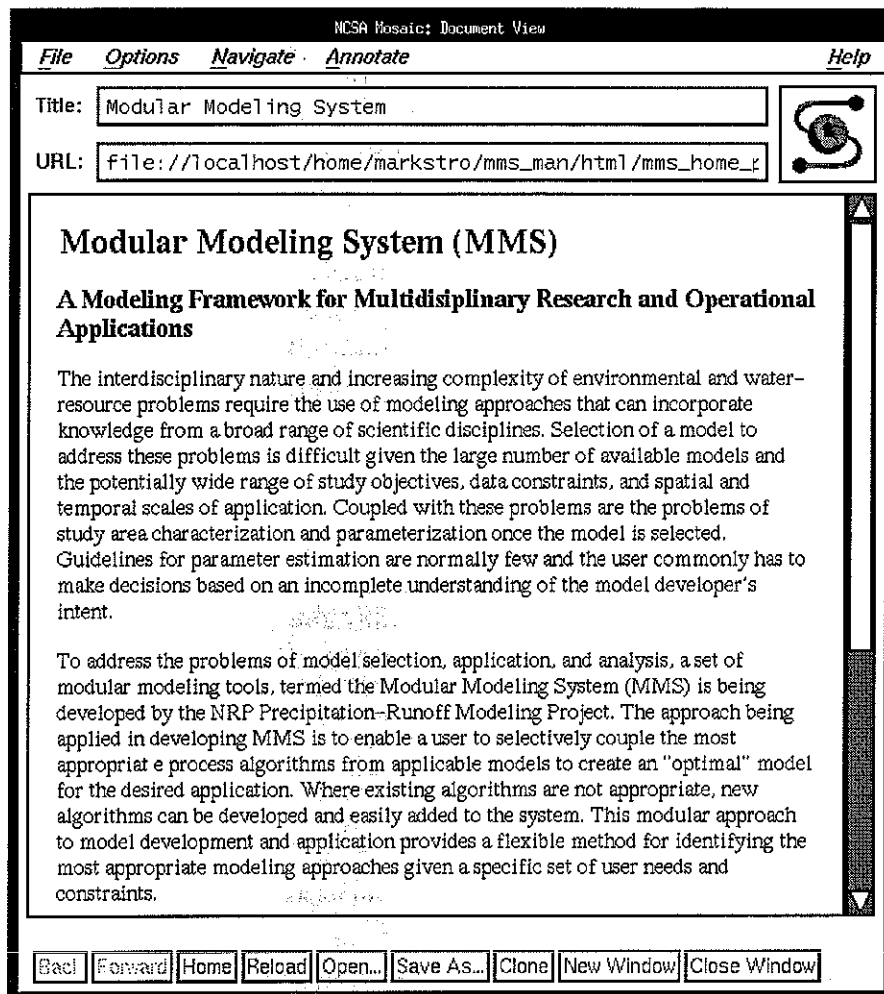 NCSA Mosaic: Document View
File Options Navigate Annotate Help
Title: Modular Modeling System
URL: file://localhost/home/markstro/mms_man/html/mms_home_p
Modular Modeling System (MMS)
A Modeling Framework for Multidisiplinary Research and Operational
Applications
The interdisciplinary nature and increasing complexity of environmental and water-
resource problems require the use of modeling approaches that can incorporate
knowledge from a broad range of scientific disciplines. Selection of a model to
address these problems is difficult given the large number of available models and
the potentially wide range of study objectives, data constraints, and spatial and
temporal scales of application. Coupled with these problems are the problems of
study area characterization and parameterization once the model is selected.
Guidelines for parameter estimation are normally few and the user commonly has to
make decisions based on an incomplete understanding of the model developer's
intent.
To address the problems of model selection, application, and analysis, a set of
modular modeling tools, termed the Modular Modeling System (MMS) is being
developed by the NRP Precipitation-Runoff Modeling Project. The approach being
applied in developing MMS is to enable a user to selectively couple the most
appropriat e process algorithms from applicable models to create an "optimal" model
for the desired application. Where existing algorithms are not appropriate, new
algorithms can be developed and easily added to the system. This modular approach
to model development and application provides a flexible method for identifying the
most appropriate modeling approaches given a specific set of user needs and
constraints.
Back Forward Home Reload Open... Save As... Clone New Window Close Window